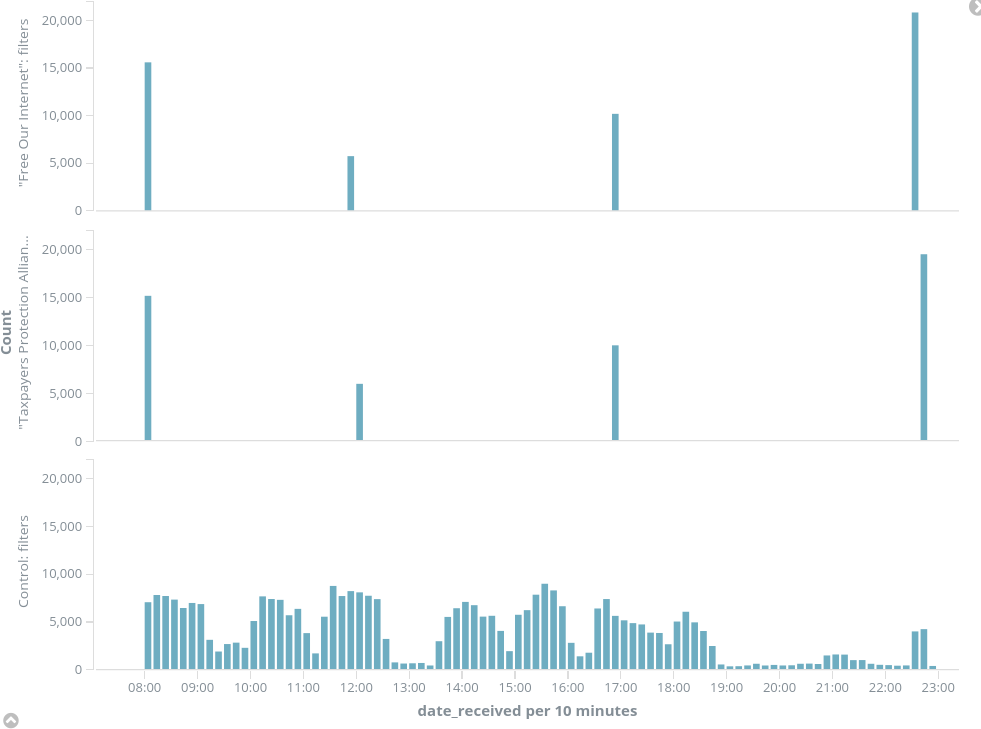 "Free Our Internet": filters
20,000
15,000
10,000
5,000
0
Count
"Taxpayers Protection Allian...
20,000
15,000
10,000
5,000
0
Control: filters
20,000
15,000
10,000
5,000
0
08:00 09:00 10:00 11:00 12:00 13:00 14:00 15:00 16:00 17:00 18:00 19:00 20:00 21:00 22:00 23:00
date_received per 10 minutes